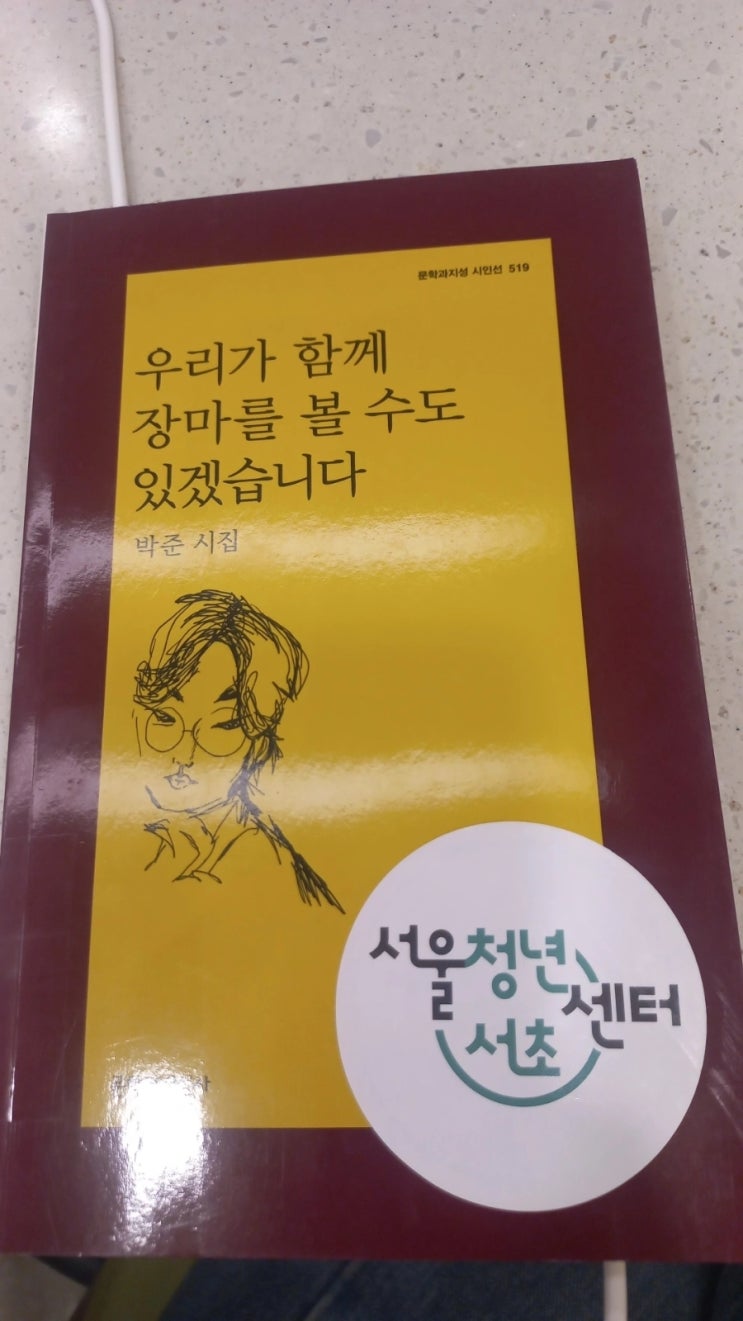 문학과지성 시인선 519
우리가 함께
장마를 볼 수도
있겠습니다
박준 시집
서울청년
센터
서초